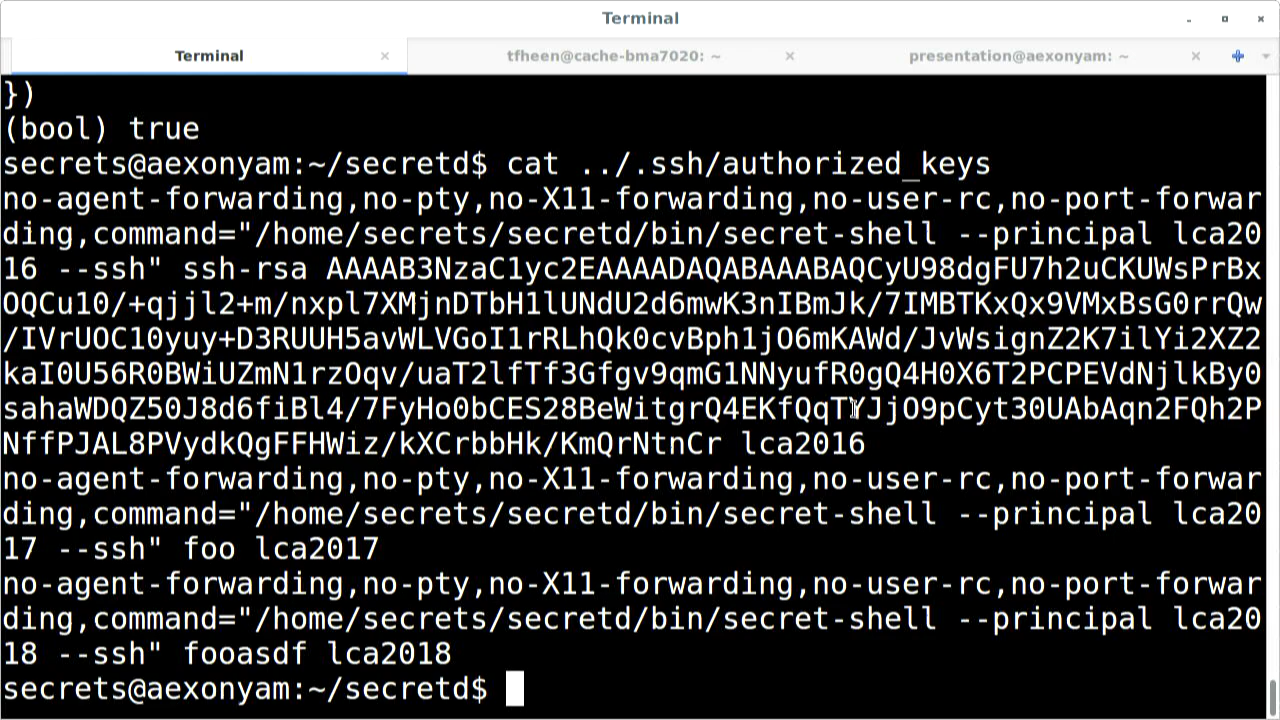 Terminal
Terminal
tfheen@cache-bma7020: ~
presentation@aexonyam: ~
})
(bool) true
secrets@aexonyam:~/secretd$ cat ../.ssh/authorized_keys
no-agent-forwarding,no-pty,no-X11-forwarding,no-user-rc,no-port-forwar
ding,command="/home/secrets/secretd/bin/secret-shell --principal lca20
16 --ssh" ssh-rsa AAAAB3NzaC1yc2EAAAADAQABAAABAQCyU98dgFU7h2uCKUWsPrBx
OQCu10/+qjjl2+m/nxpl7XMjnDTbH1lUNdU2d6mwK3nIBmJk/7IMBTKxQx9VMxBsG0rrQw
/IVrUOC10yuy+D3RUUH5avWLVGoI1rRLhQk0cvBph1jO6mKAWd/JvWsignZ2K7ilYi2XZ2
kaI0U56R0BWiUZmN1rzOqv/uaT2lfTf3Gfgv9qmG1NNyufR0gQ4H0X6T2PCPEVdNjlkBy0
sahaWDQZ50J8d6fiBl4/7FyHo0bCES28BeWitgrQ4EKfQqTYJjO9pCyt30UAbAqn2FQh2P
NffPJAL8PVydkQgFFHWiz/kXCrbbHk/KmQrNtnCr lca2016
no-agent-forwarding,no-pty,no-X11-forwarding,no-user-rc,no-port-forwar
ding,command="/home/secrets/secretd/bin/secret-shell --principal lca20
17 --ssh" foo lca2017
no-agent-forwarding,no-pty,no-X11-forwarding,no-user-rc,no-port-forwar
ding,command="/home/secrets/secretd/bin/secret-shell --principal lca20
18 --ssh" fooasdf lca2018
secrets@aexonyam:~/secretd$